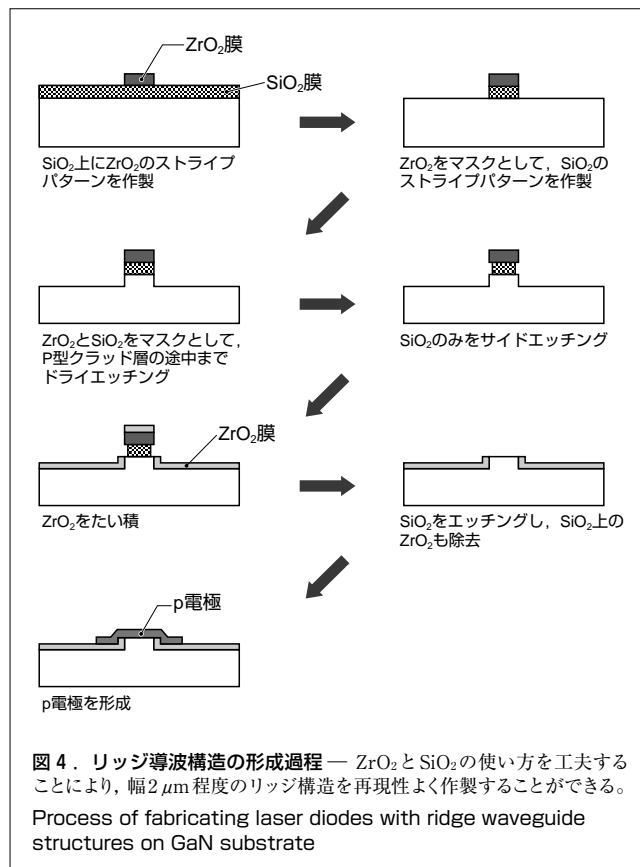 ZrO₂膜
SiO₂膜
SiO₂上にZrO₂のストライプ
パターンを作製
ZrO₂をマスクとして，SiO₂の
ストライプパターンを作製
ZrO₂とSiO₂をマスクとして，
P型クラッド層の途中まで
ドライエッチング
SiO₂のみをサイドエッチング
ZrO₂膜
ZrO₂をたい積
SiO₂をエッチングし，SiO₂上の
ZrO₂も除去
p電極
p電極を形成
図4．リッジ導波構造の形成過程 — ZrO₂とSiO₂の使い方を工夫する
ことにより，幅2μm程度のリッジ構造を再現性よく作製することができる。
Process of fabricating laser diodes with ridge waveguide
structures on GaN substrate